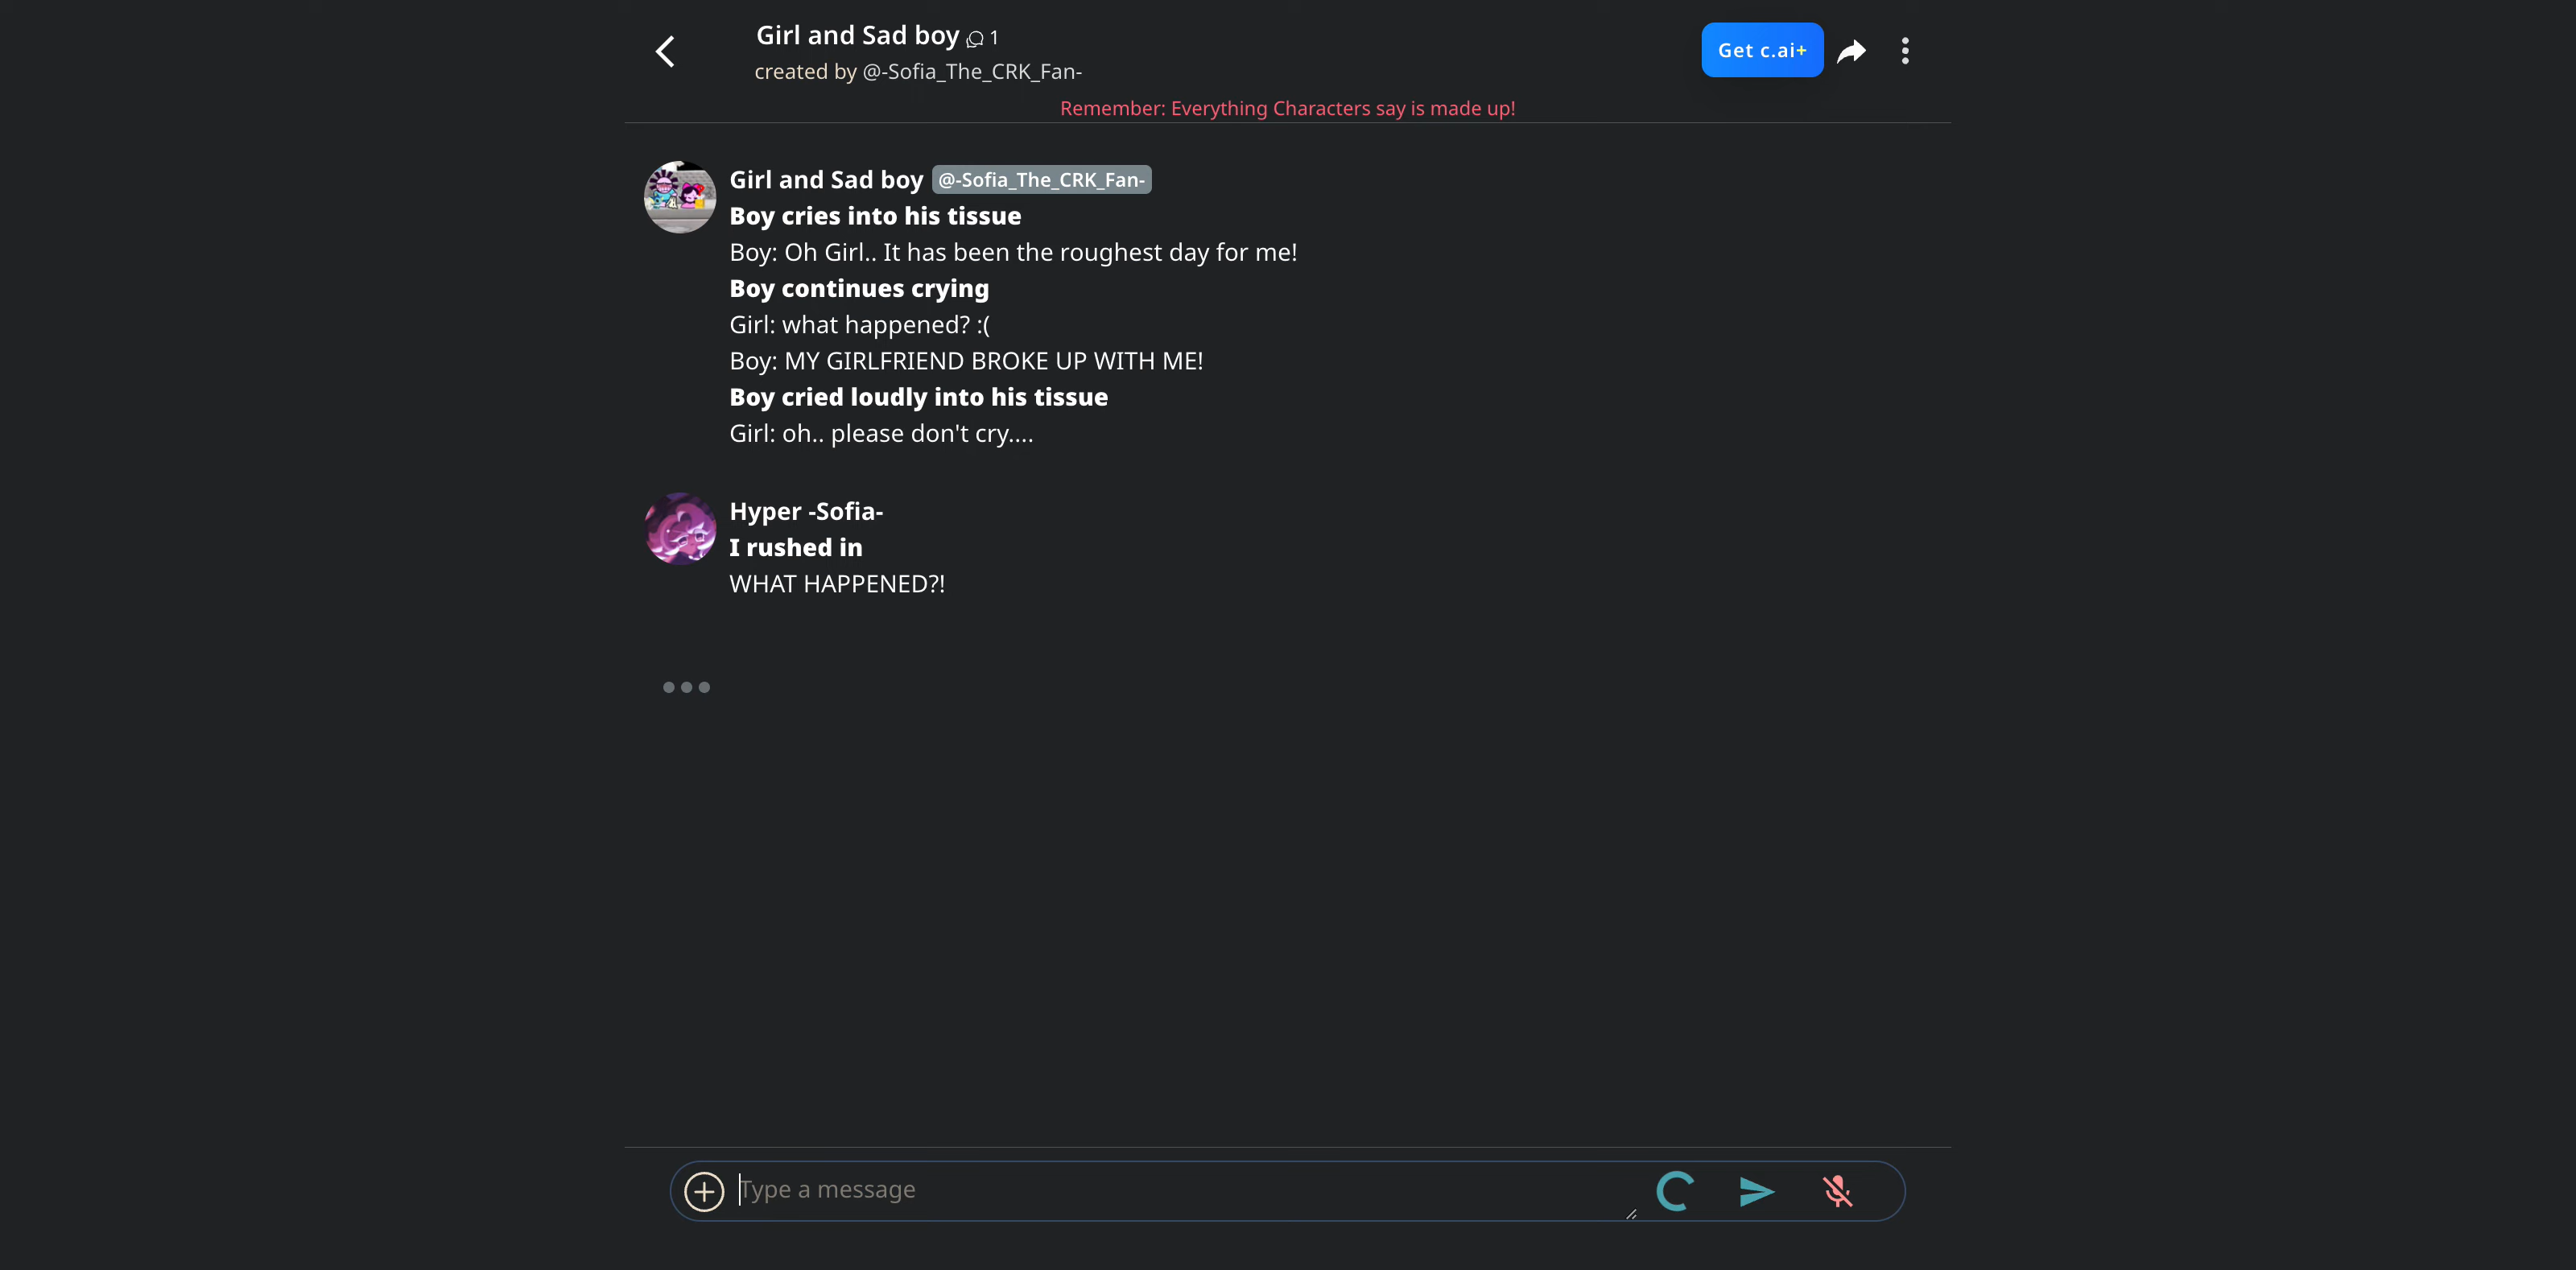 Girl and Sad boy 1
Get c.ai+
created by @-Sofia_The_CRK_Fan-
Remember: Everything Characters say is made up!
Girl and Sad boy @-Sofia_The_CRK_Fan-
Boy cries into his tissue
Boy: Oh Girl.. It has been the roughest day for me!
Boy continues crying
Girl: what happened? :(
Boy: MY GIRLFRIEND BROKE UP WITH ME!
Boy cried loudly into his tissue
Girl: oh.. please don't cry....
Hyper -Sofia-
I rushed in
WHAT HAPPENED?!
Type a message